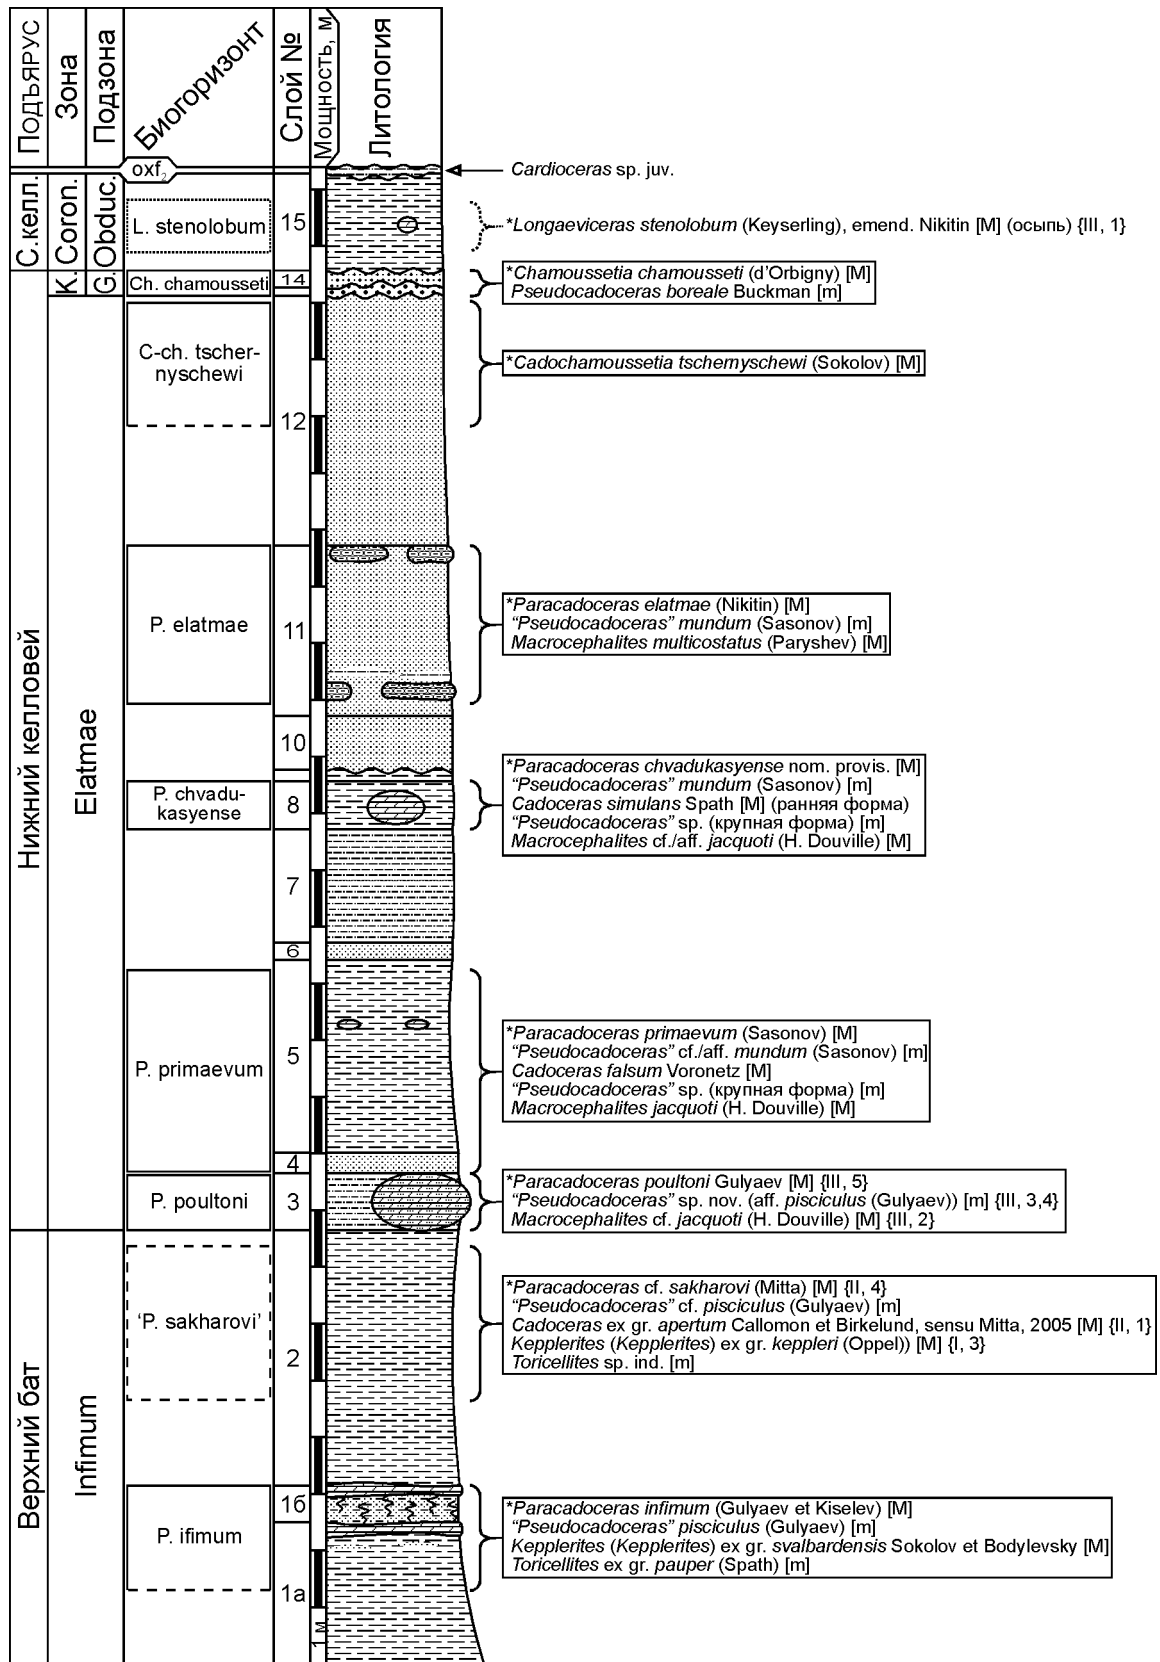 Подъярус
Зона
Подзона
Биогоризонт
Слой №
Мощность, м
Литология
oxf2
Cardioceras sp. juv.
С.келл.
Coron.
Obduc.
L. stenolobum
15
*Longaeviceras stenolobum (Keyserling), emend. Nikitin [M] (осыпь) {III, 1}
K.
G.
Ch. chamousseti
14
*Chamoussetia chamousseti (d'Orbigny) [M]
Pseudocadoceras boreale Buckman [m]
C-ch. tscher-
nyschewi
12
*Cadochamoussetia tschernyschewi (Sokolov) [M]
Нижний келловей
Elatmae
P. elatmae
11
*Paracadoceras elatmae (Nikitin) [M]
“Pseudocadoceras” mundum (Sasonov) [m]
Macrocephalites multicostatus (Paryshev) [M]
10
P. chvadu-
kasyense
8
*Paracadoceras chvadukasyense nom. provis. [M]
“Pseudocadoceras” mundum (Sasonov) [m]
Cadoceras simulans Spath [M] (ранняя форма)
“Pseudocadoceras” sp. (крупная форма) [m]
Macrocephalites cf./aff. jacquoti (H. Douville) [M]
7
6
P. primaevum
5
*Paracadoceras primaevum (Sasonov) [M]
“Pseudocadoceras” cf./aff. mundum (Sasonov) [m]
Cadoceras falsum Voronetz [M]
“Pseudocadoceras” sp. (крупная форма) [m]
Macrocephalites jacquoti (H. Douville) [M]
4
P. poultoni
3
*Paracadoceras poultoni Gulyaev [M] {III, 5}
“Pseudocadoceras” sp. nov. (aff. pisciculus (Gulyaev)) [m] {III, 3,4}
Macrocephalites cf. jacquoti (H. Douville) [M] {III, 2}
Верхний бат
Infimum
‘P. sakharovi’
2
*Paracadoceras cf. sakharovi (Mitta) [M] {II, 4}
“Pseudocadoceras” cf. pisciculus (Gulyaev) [m]
Cadoceras ex gr. apertum Callomon et Birkelund, sensu Mitta, 2005 [M] {II, 1}
Kepplerites (Kepplerites) ex gr. keppleri (Oppel)) [M] {I, 3}
Toricellites sp. ind. [m]
P. ifimum
1б
*Paracadoceras infimum (Gulyaev et Kiselev) [M]
“Pseudocadoceras” pisciculus (Gulyaev) [m]
Kepplerites (Kepplerites) ex gr. svalbardensis Sokolov et Bodylevsky [M]
Toricellites ex gr. pauper (Spath) [m]
1а
1 м